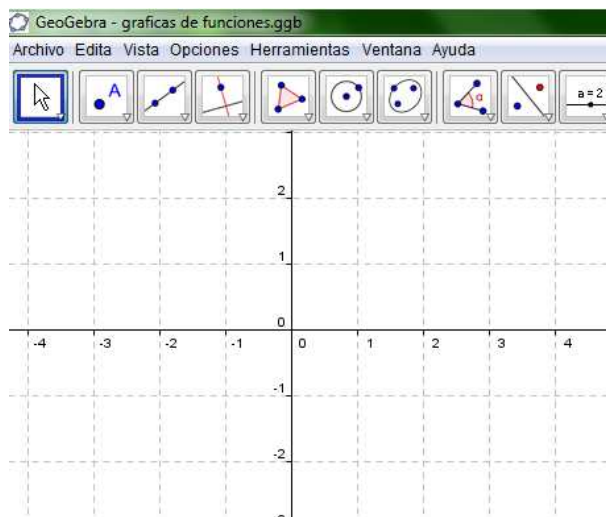 GeoGebra - graficas de funciones.ggb
Archivo Edita Vista Opciones Herramientas Ventana Ayuda
A α a = 2
2
1
0
-4 -3 -2 -1 0 1 2 3 4
-1
-2